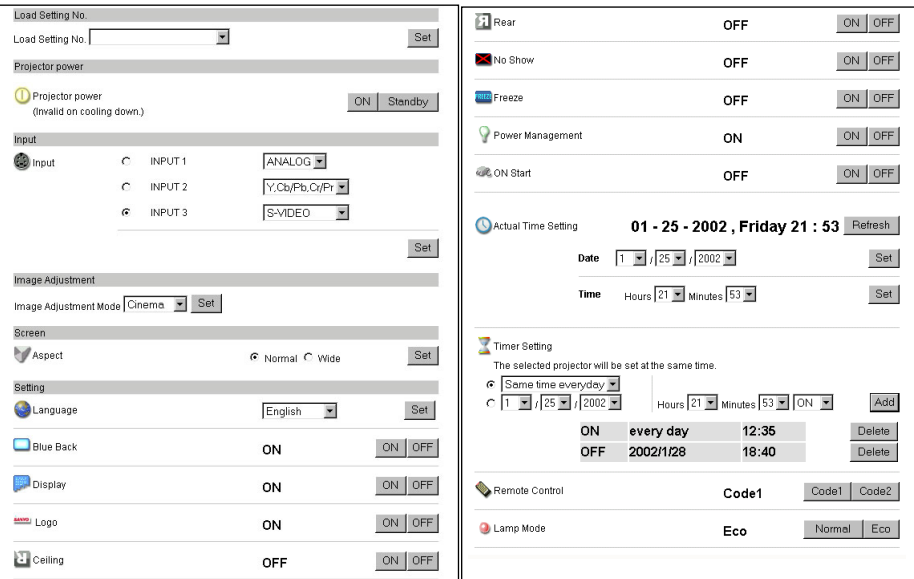 Load Setting No.
Load Setting No. Set
Projector power
Projector power
(Invalid on cooling down.) ON Standby
Input
Input INPUT 1 ANALOG
INPUT 2 Y,Cb/Pb,Cr/Pr
INPUT 3 S-VIDEO
Set
Image Adjustment
Image Adjustment Mode Cinema Set
Screen
Aspect Normal Wide Set
Setting
Language English Set
Blue Back ON ON OFF
Display ON ON OFF
SANYO Logo ON ON OFF
Ceiling OFF ON OFF
R Rear OFF ON OFF
No Show OFF ON OFF
FREEZE Freeze OFF ON OFF
Power Management ON ON OFF
ON Start OFF ON OFF
Actual Time Setting 01 - 25 - 2002 , Friday 21 : 53 Refresh
Date 1 / 25 / 2002 Set
Time Hours 21 Minutes 53 Set
Timer Setting
The selected projector will be set at the same time.
Same time everyday
1 / 25 / 2002 Hours 21 Minutes 53 ON Add
ON every day 12:35 Delete
OFF 2002/1/28 18:40 Delete
Remote Control Code1 Code1 Code2
Lamp Mode Eco Normal Eco